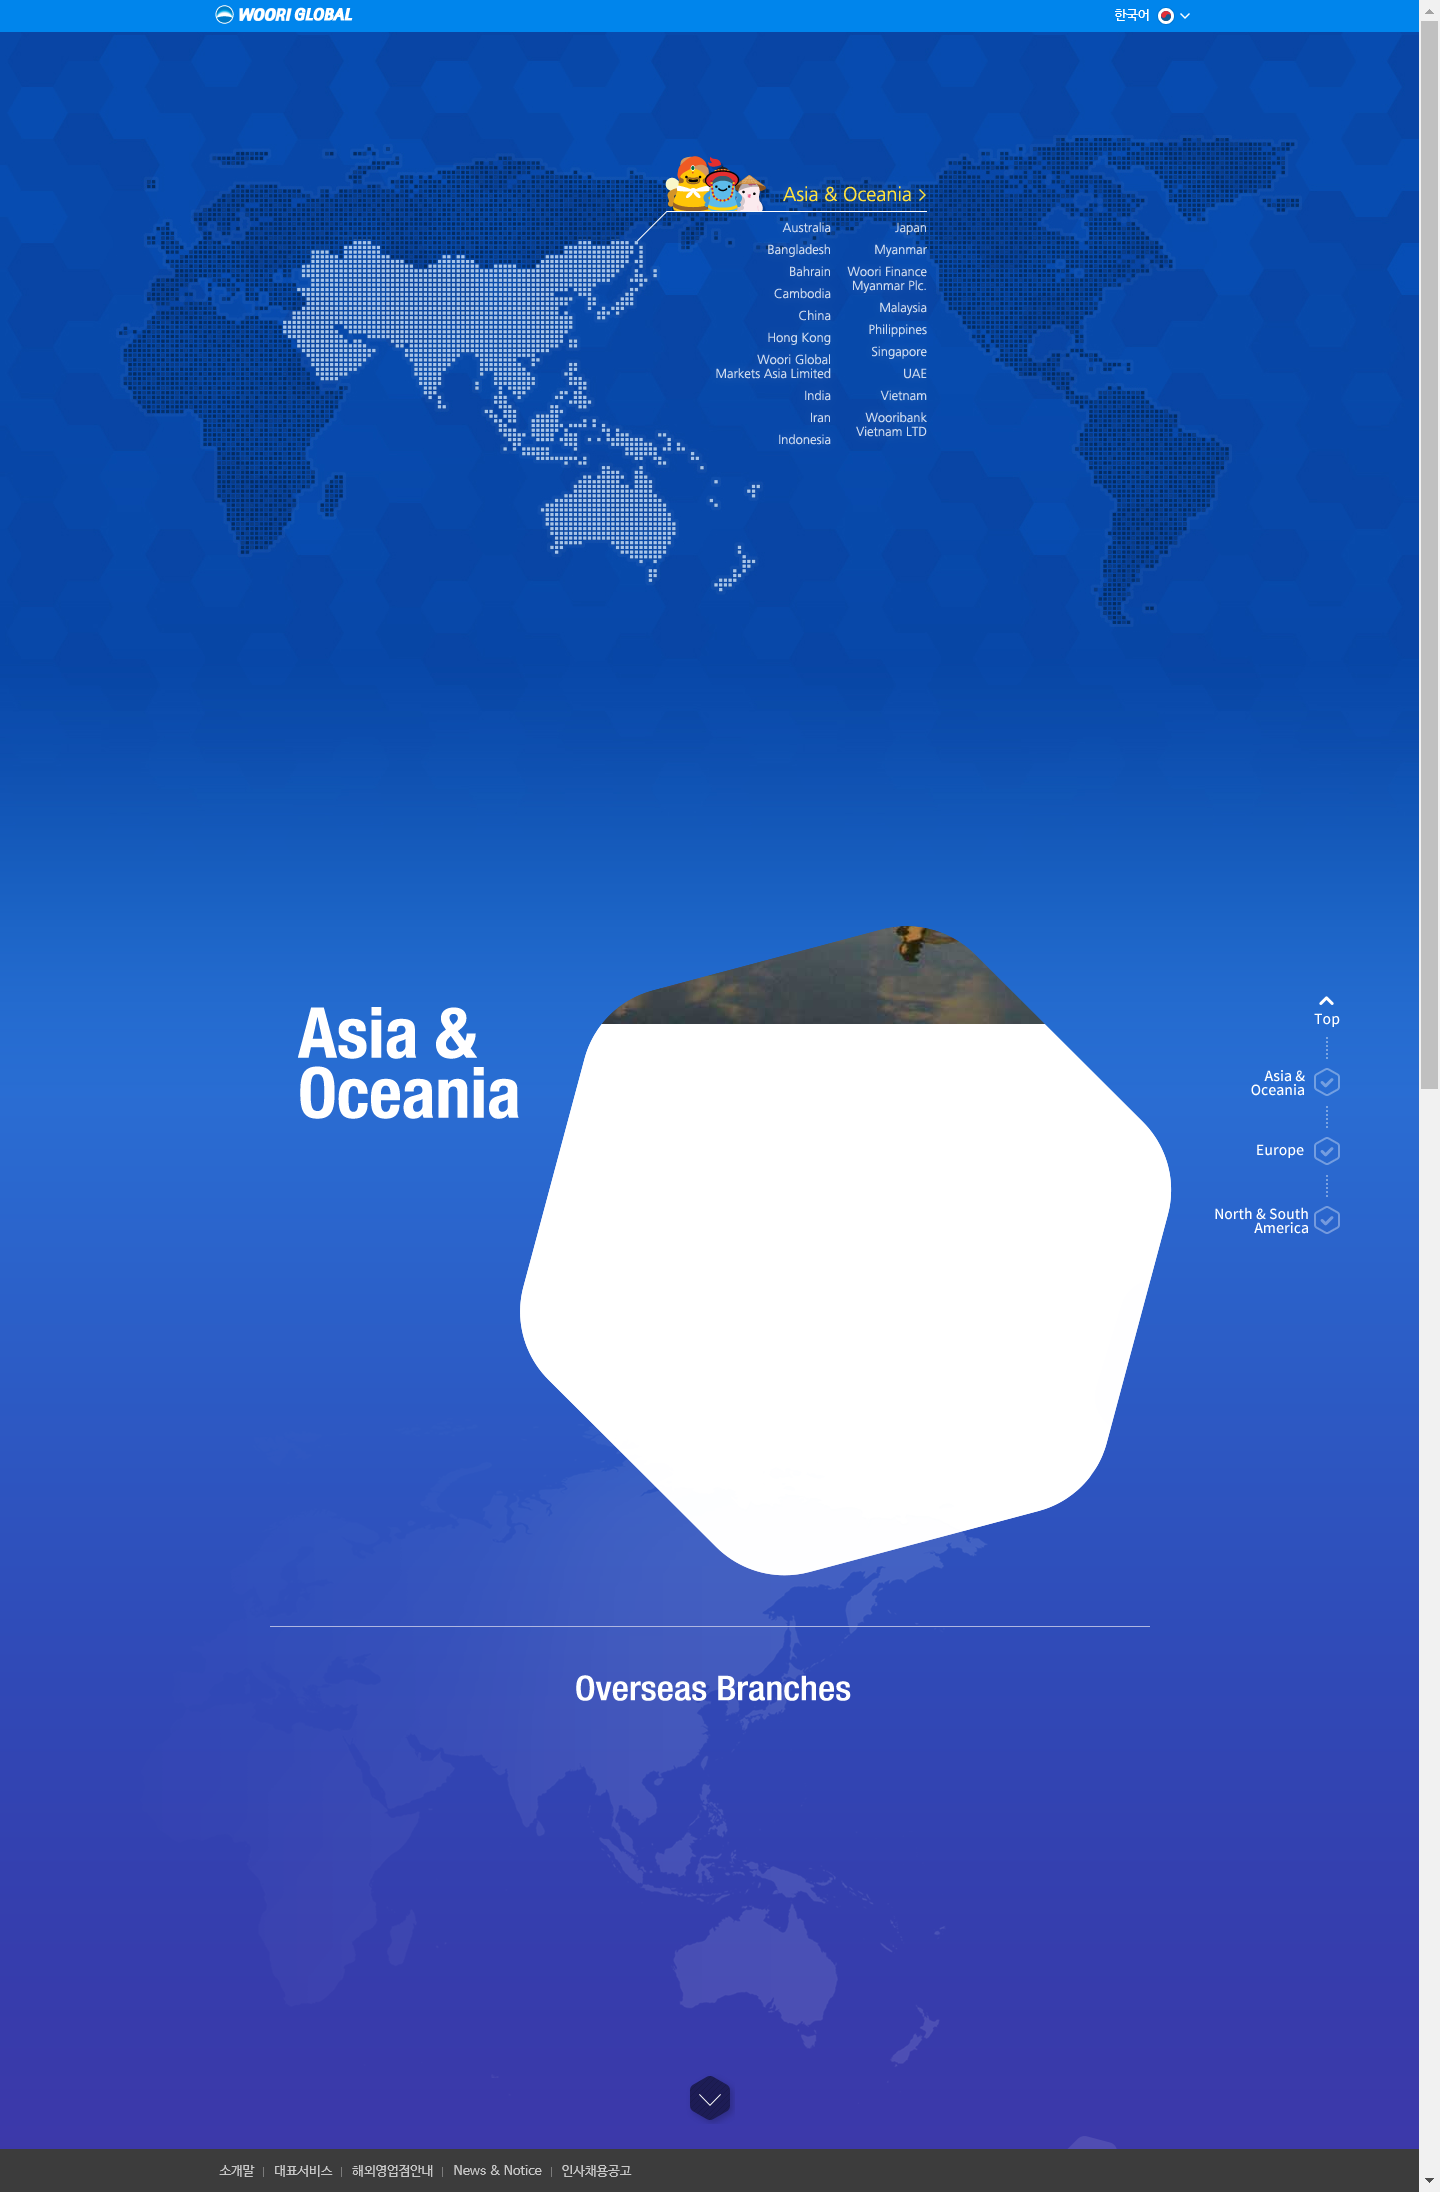 WOORI GLOBAL
한국어
Asia & Oceania >
Australia
Bangladesh
Bahrain
Cambodia
China
Hong Kong
Woori Global
Markets Asia Limited
India
Iran
Indonesia
Japan
Myanmar
Woori Finance
Myanmar Plc.
Malaysia
Philippines
Singapore
UAE
Vietnam
Wooribank
Vietnam LTD
Asia &
Oceania
Top
Asia &
Oceania
Europe
North & South
America
Overseas Branches
소개말 | 대표서비스 | 해외영업점안내 | News & Notice | 인사채용공고